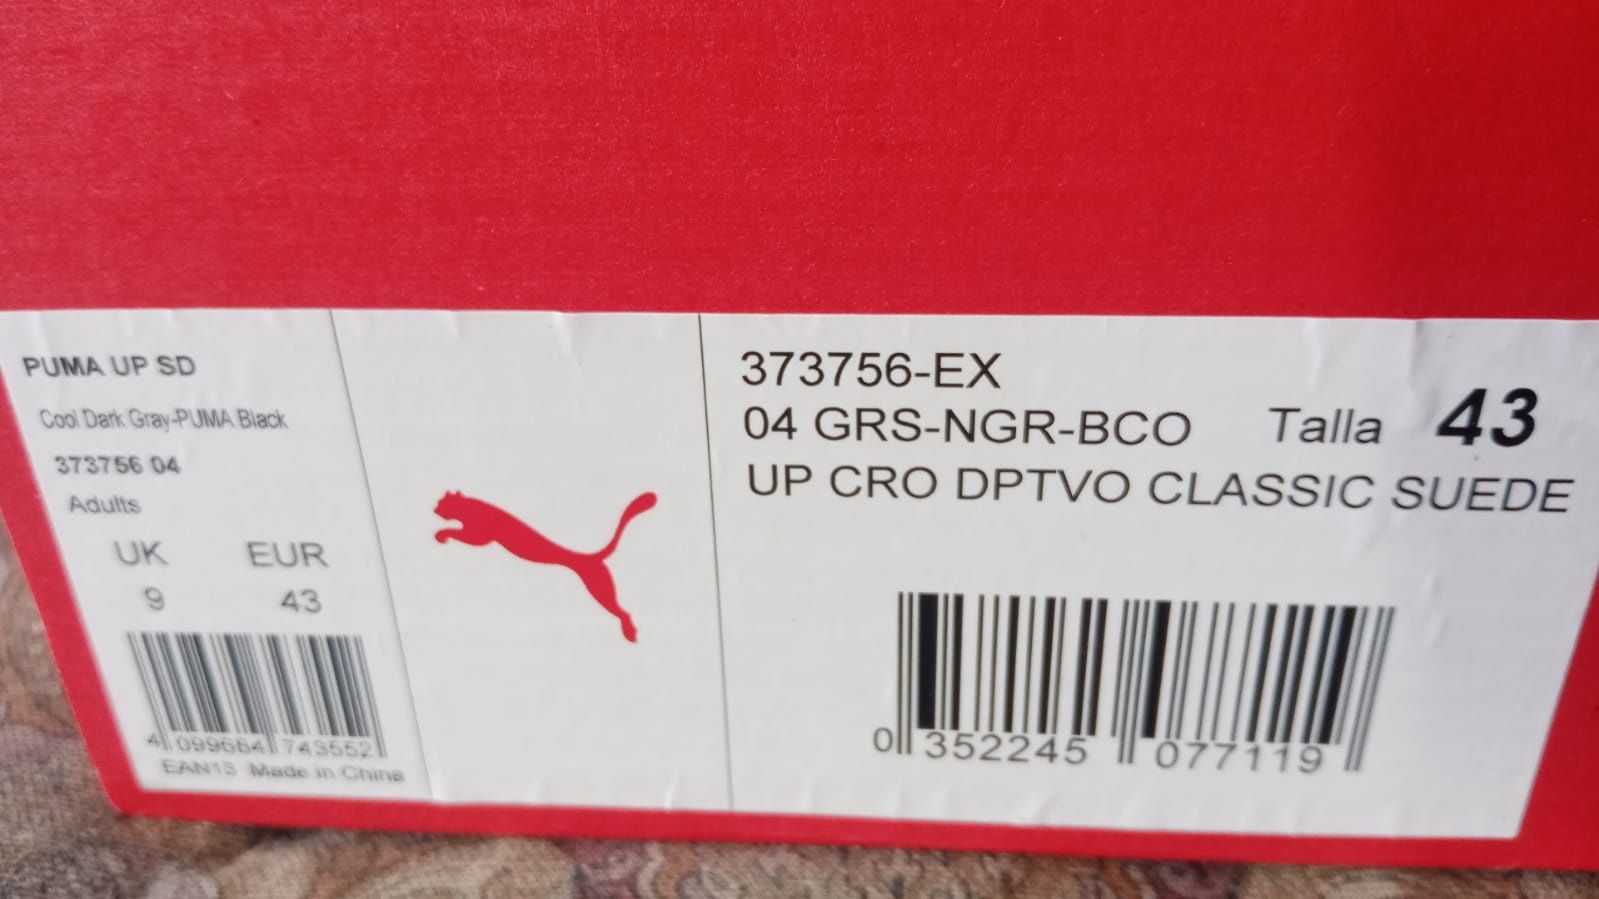 PUMA UP SD
Cool Dark Gray-PUMA Black
373756 04
Adults
UK EUR
9 43
4 099684 743552
EAN13 Made in China
373756-EX
04 GRS-NGR-BCO Talla 43
UP CRO DPTVO CLASSIC SUEDE
0 352245 077119